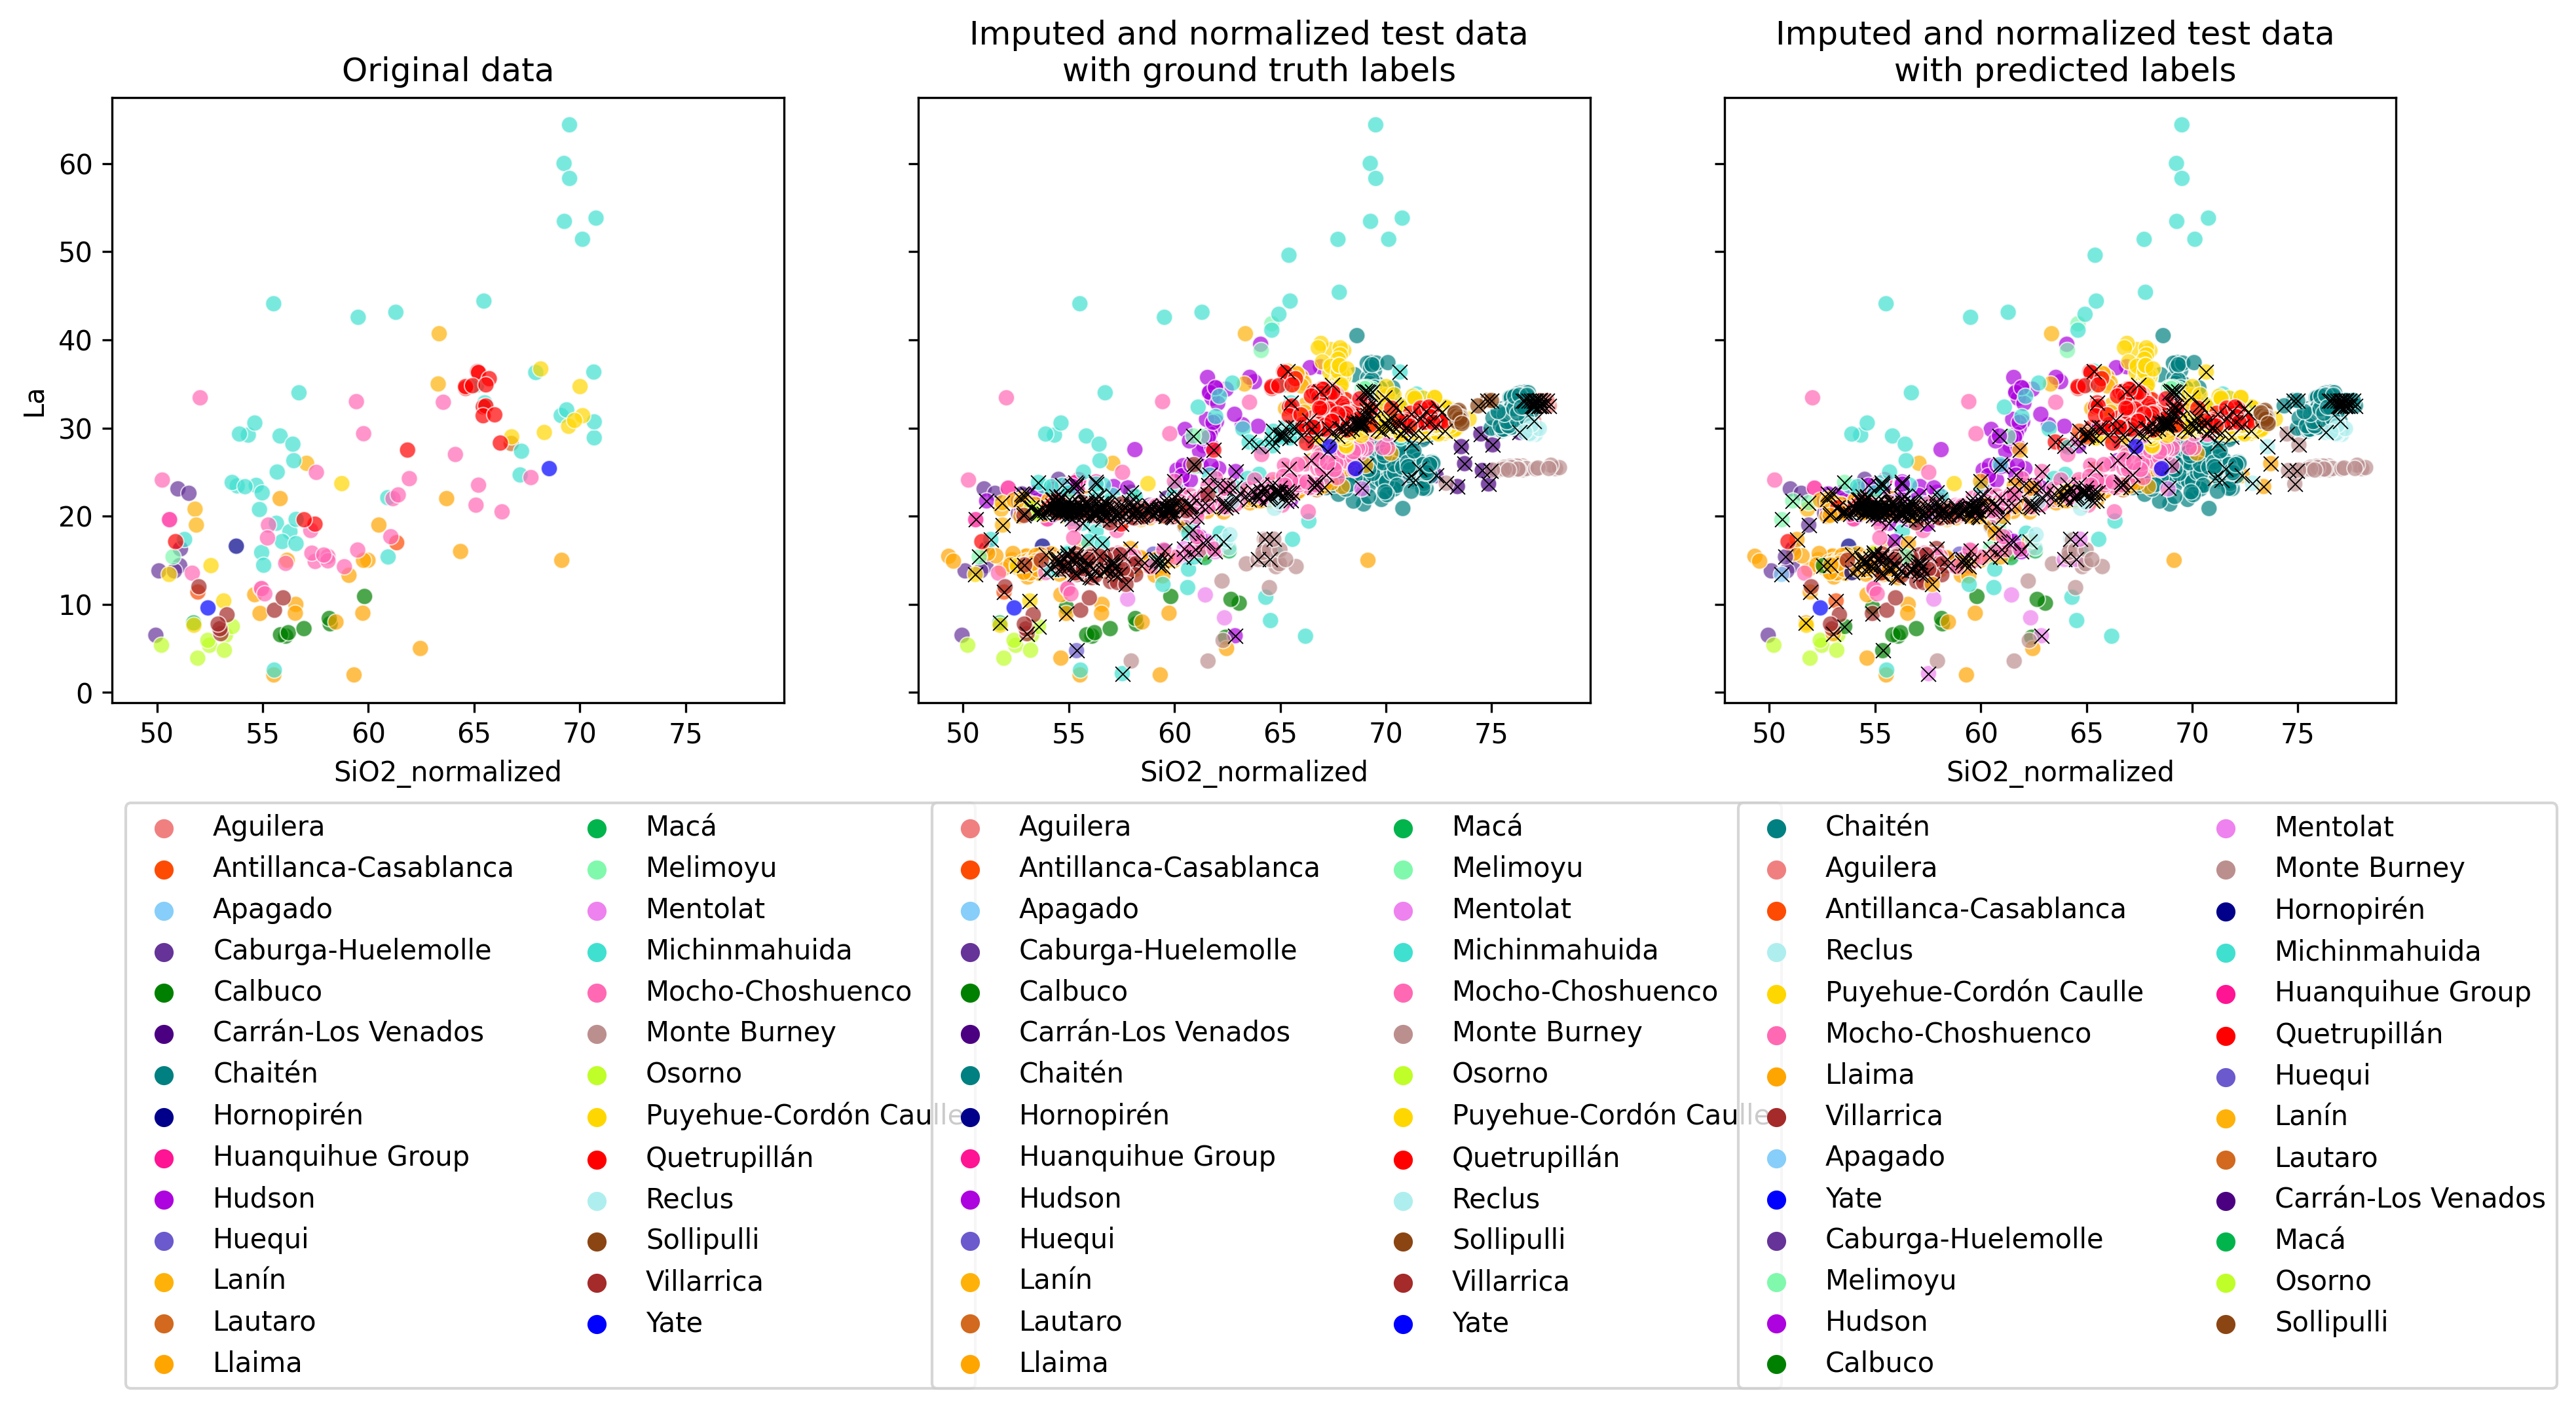 Original data
Imputed and normalized test data
with ground truth labels
Imputed and normalized test data
with predicted labels
La
60
50
40
30
20
10
0
50 55 60 65 70 75
50 55 60 65 70 75
50 55 60 65 70 75
SiO2_normalized
SiO2_normalized
SiO2_normalized
Aguilera
Antillanca-Casablanca
Apagado
Caburga-Huelemolle
Calbuco
Carrán-Los Venados
Chaitén
Hornopirén
Huanquihue Group
Hudson
Huequi
Lanín
Lautaro
Llaima
Macá
Melimoyu
Mentolat
Michinmahuida
Mocho-Choshuenco
Monte Burney
Osorno
Puyehue-Cordón Caulle
Quetrupillán
Reclus
Sollipulli
Villarrica
Yate
Aguilera
Antillanca-Casablanca
Apagado
Caburga-Huelemolle
Calbuco
Carrán-Los Venados
Chaitén
Hornopirén
Huanquihue Group
Hudson
Huequi
Lanín
Lautaro
Llaima
Macá
Melimoyu
Mentolat
Michinmahuida
Mocho-Choshuenco
Monte Burney
Osorno
Puyehue-Cordón Caulle
Quetrupillán
Reclus
Sollipulli
Villarrica
Yate
Chaitén
Aguilera
Antillanca-Casablanca
Reclus
Puyehue-Cordón Caulle
Mocho-Choshuenco
Llaima
Villarrica
Apagado
Yate
Caburga-Huelemolle
Melimoyu
Hudson
Calbuco
Mentolat
Monte Burney
Hornopirén
Michinmahuida
Huanquihue Group
Quetrupillán
Huequi
Lanín
Lautaro
Carrán-Los Venados
Macá
Osorno
Sollipulli